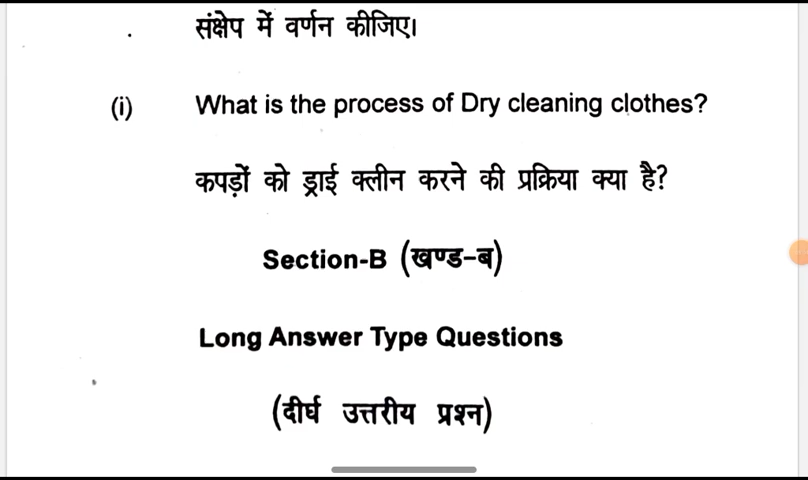 संक्षेप में वर्णन कीजिए।
(i) What is the process of Dry cleaning clothes?
कपड़ों को ड्राई क्लीन करने की प्रक्रिया क्या है?
Section-B (खण्ड-ब)
Long Answer Type Questions
(दीर्घ उत्तरीय प्रश्न)